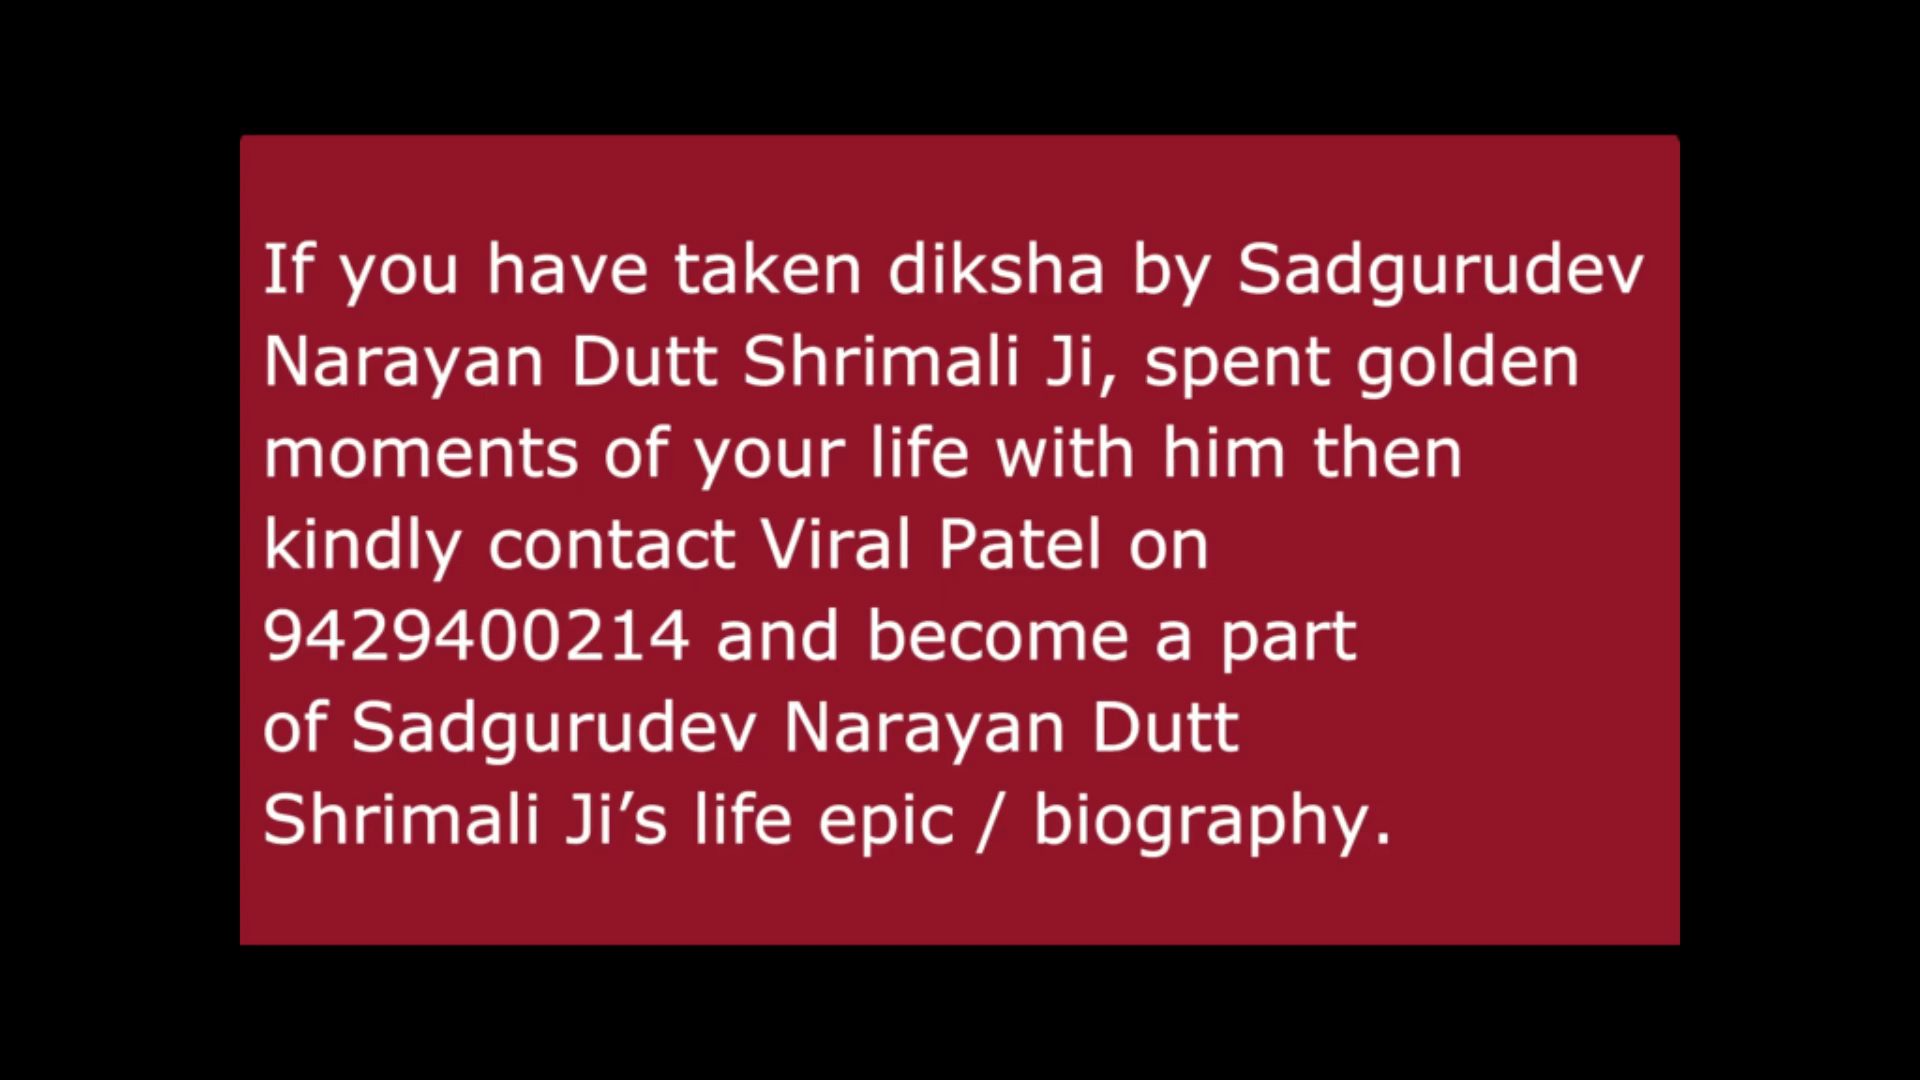 If you have taken diksha by Sadgurudev
Narayan Dutt Shrimali Ji, spent golden
moments of your life with him then
kindly contact Viral Patel on
9429400214 and become a part
of Sadgurudev Narayan Dutt
Shrimali Ji’s life epic / biography.